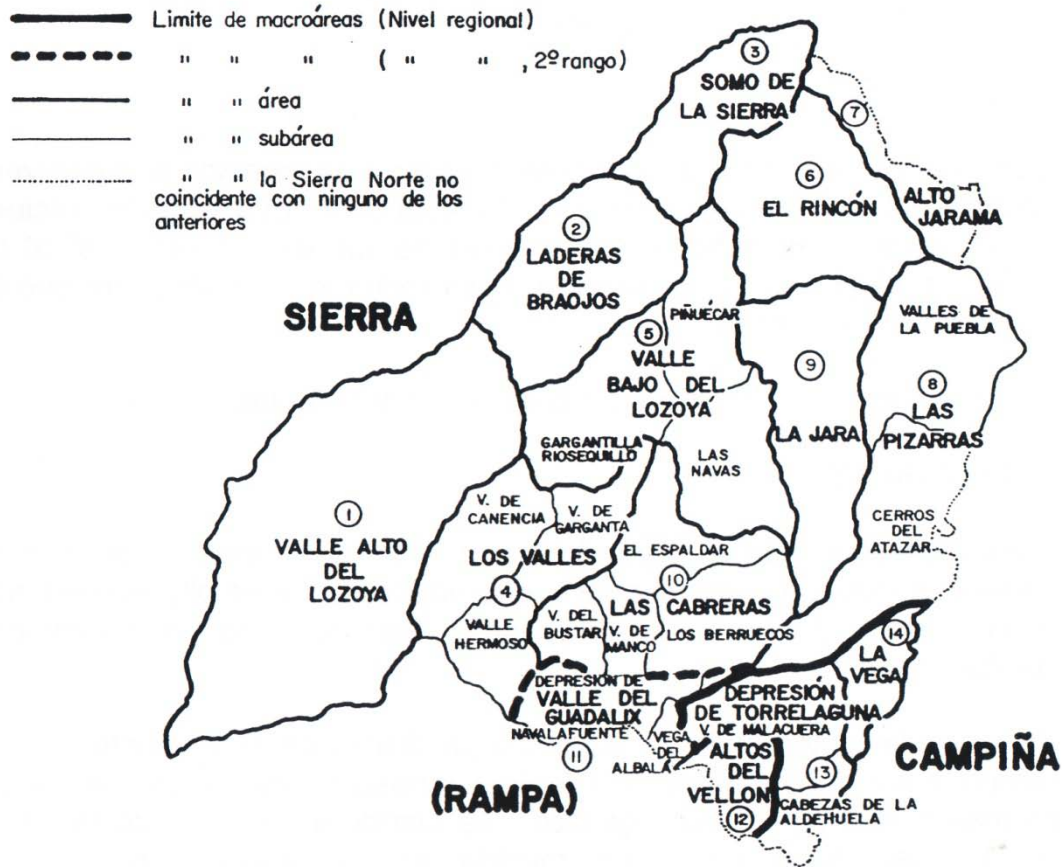 Limite de macroáreas (Nivel regional)
" " " ( " " , 2º rango)
" " área
" " subárea
" " la Sierra Norte no
coincidente con ninguno de los
anteriores
3
SOMO DE
LA SIERRA
7
ALTO
JARAMA
6
EL RINCÓN
2
LADERAS
DE
BRAOJOS
SIERRA
PIÑUÉCAR
5
VALLE
BAJO DEL
LOZOYA
GARGANTILLA
RIOSEQUILLO
LAS
NAVAS
9
LA JARA
VALLES DE
LA PUEBLA
8
LAS
PIZARRAS
CERROS
DEL
ATAZAR
1
VALLE ALTO
DEL
LOZOYA
V. DE
CANENCIA
V. DE
GARGANTA
LOS VALLES
4
VALLE
HERMOSO
V. DEL
BUSTAR
EL ESPALDAR
10
LAS CABRERAS
V. DE
MANCO
LOS BERRUECOS
14
LA
VEGA
DEPRESIÓN DE
VALLE DEL
GUADALIX
NAVALAFUENTE
11
VEGA
DEL
ALBALÁ
DEPRESIÓN
DE TORRELAGUNA
V. DE MALACUERA
ALTOS
DEL
VELLON
12
13
CABEZAS DE LA
ALDEHUELA
CAMPIÑA
(RAMPA)